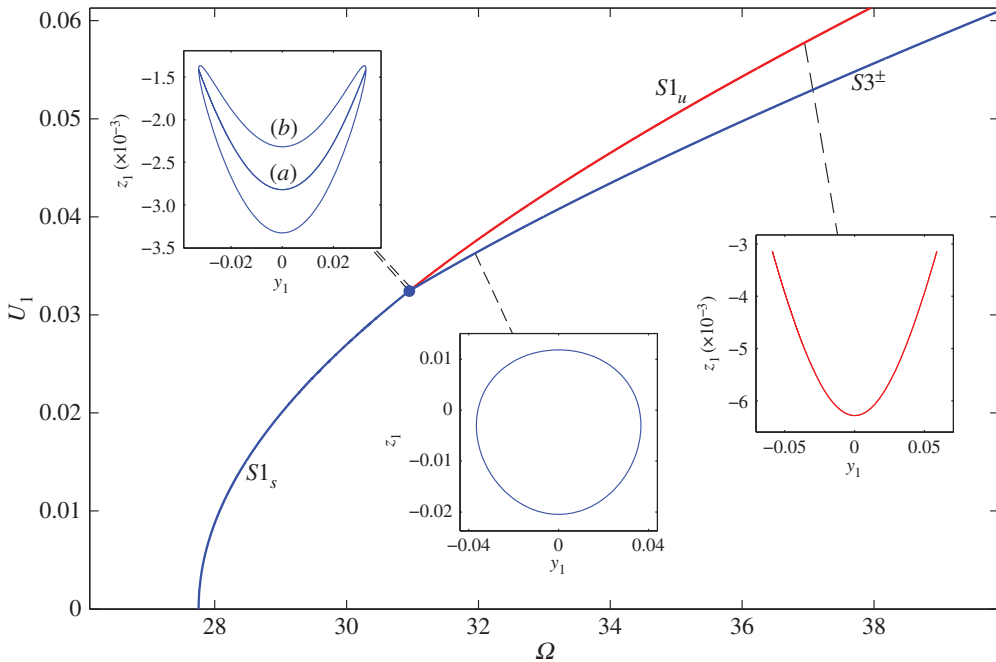 0.06
0.05
0.04
0.03
0.02
0.01
0
U₁
28
30
32
34
36
38
Ω
S1ₛ
S1ᵤ
S3±
−1.5
−2.0
−2.5
−3.0
−3.5
z₁ (×10⁻³)
(b)
(a)
−0.02
0
0.02
y₁
0.01
0
−0.01
−0.02
z₁
−0.04
0
0.04
y₁
−3
−4
−5
−6
z₁ (×10⁻³)
−0.05
0
0.05
y₁